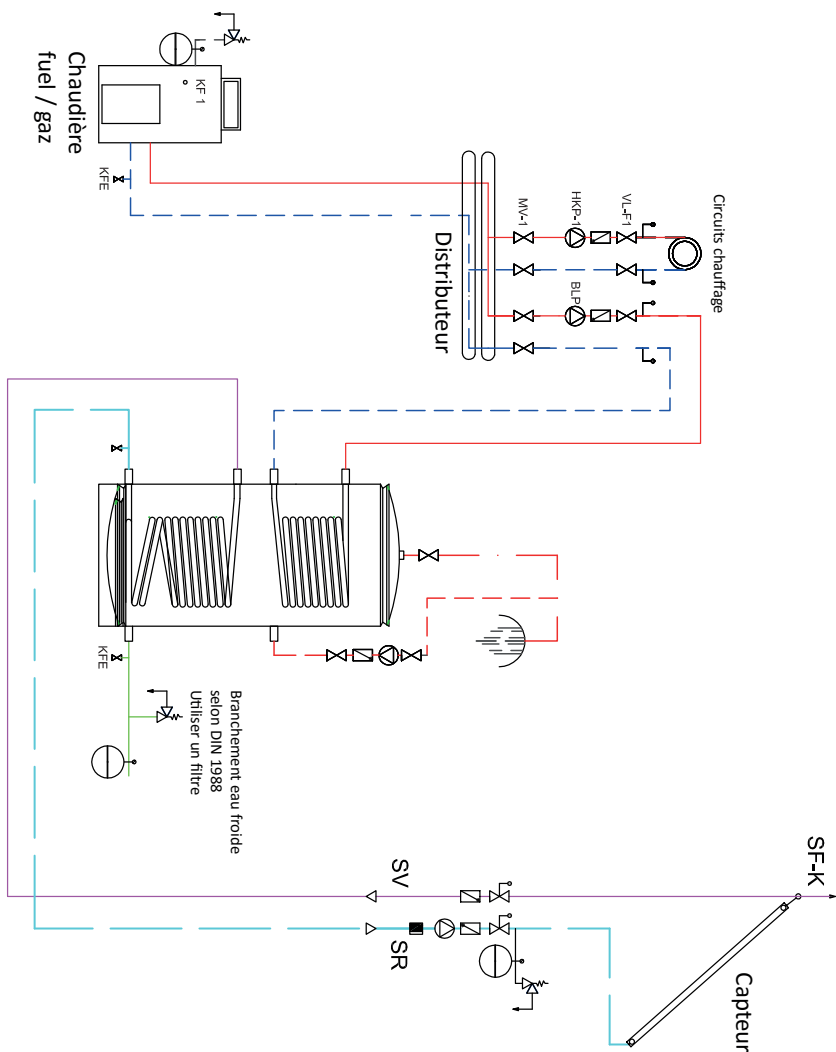 Chaudière
fuel / gaz
KF 1
KFE
Distributeur
MV-1
HKP-1
VL-F1
BLP
Circuits chauffage
KFE
Branchement eau froide
selon DIN 1988
Utiliser un filtre
SV
SR
SF-K
Capteur